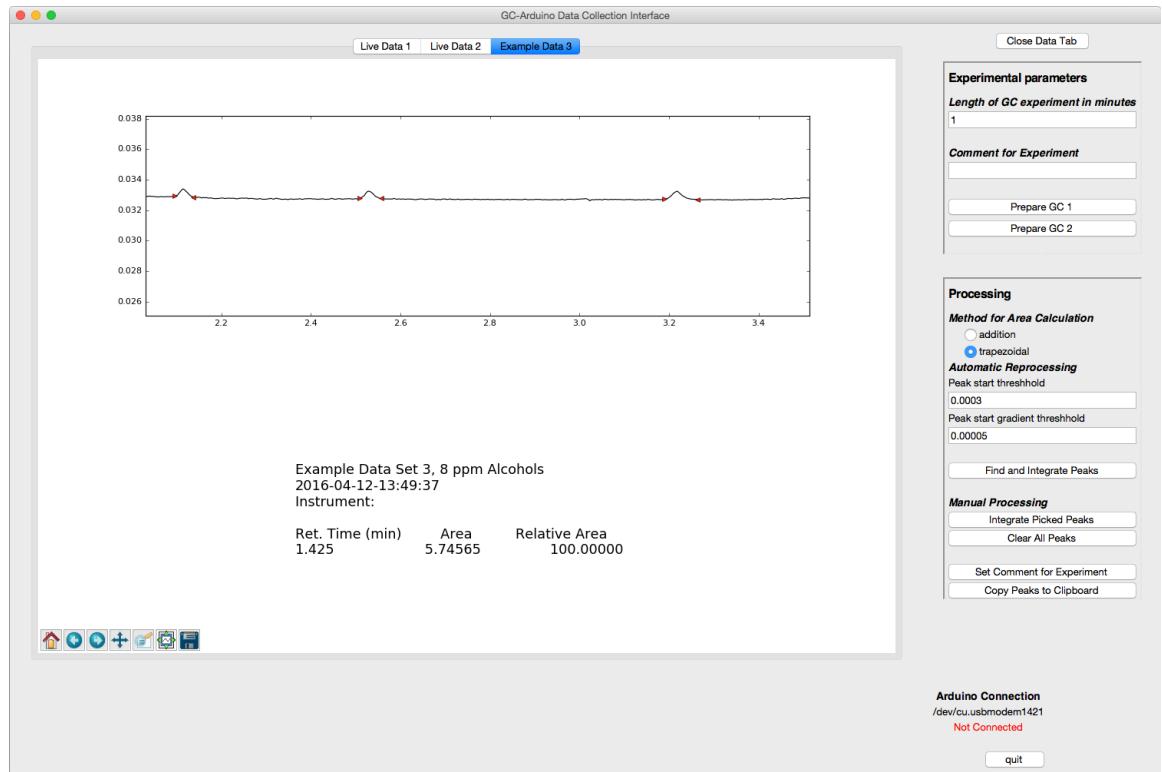 GC-Arduino Data Collection Interface
Live Data 1 Live Data 2 Example Data 3
0.038
0.036
0.034
0.032
0.030
0.028
0.026
2.2 2.4 2.6 2.8 3.0 3.2 3.4
Example Data Set 3, 8 ppm Alcohols
2016-04-12-13:49:37
Instrument:
Ret. Time (min) Area Relative Area
1.425 5.74565 100.00000
Close Data Tab
Experimental parameters
Length of GC experiment in minutes
1
Comment for Experiment
Prepare GC 1
Prepare GC 2
Processing
Method for Area Calculation
addition
trapezoidal
Automatic Reprocessing
Peak start threshhold
0.0003
Peak start gradient threshhold
0.00005
Find and Integrate Peaks
Manual Processing
Integrate Picked Peaks
Clear All Peaks
Set Comment for Experiment
Copy Peaks to Clipboard
Arduino Connection
/dev/cu.usbmodem1421
Not Connected
quit